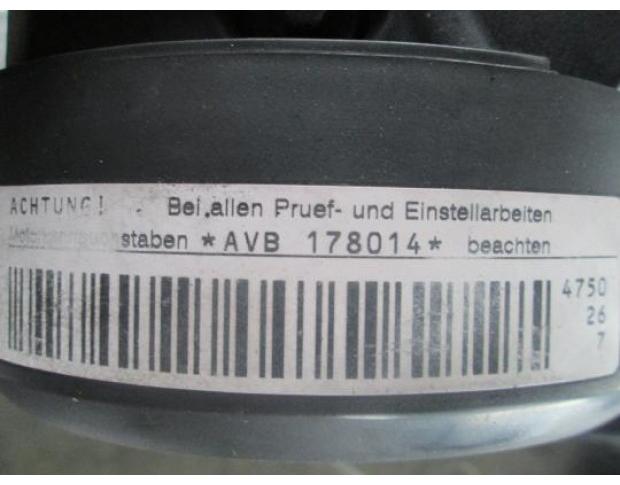 ACHTUNG! Bei allen Pruef- und Einstellarbeiten
staben *AVB 178014* beachten
4750
26
7